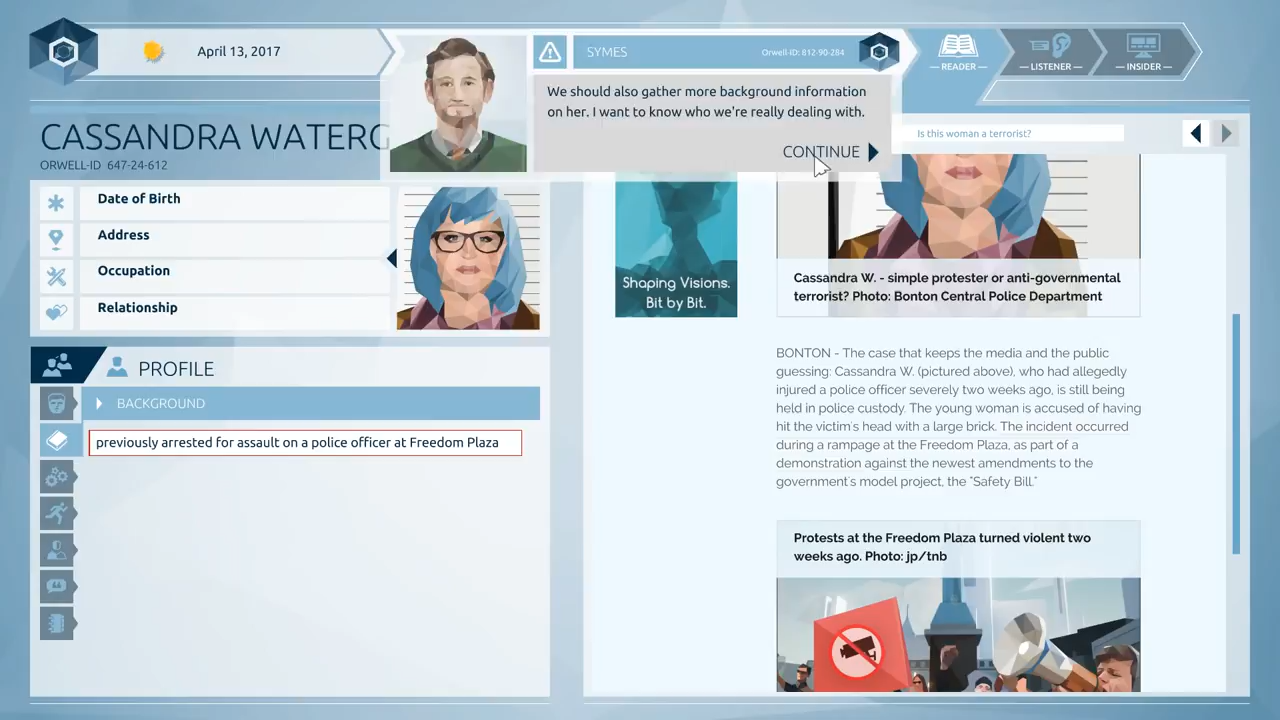 April 13, 2017
SYMES
Orwell-ID: 812-90-284
We should also gather more background information
on her. I want to know who we're really dealing with.
CONTINUE
READER
LISTENER
INSIDER
CASSANDRA WATERG
ORWELL-ID 647-24-612
Date of Birth
Address
Occupation
Relationship
PROFILE
BACKGROUND
previously arrested for assault on a police officer at Freedom Plaza
Is this woman a terrorist?
Shaping Visions.
Bit by Bit.
Cassandra W. - simple protester or anti-governmental
terrorist? Photo: Bonton Central Police Department
BONTON - The case that keeps the media and the public
guessing: Cassandra W. (pictured above), who had allegedly
injured a police officer severely two weeks ago, is still being
held in police custody. The young woman is accused of having
hit the victim's head with a large brick. The incident occurred
during a rampage at the Freedom Plaza, as part of a
demonstration against the newest amendments to the
government's model project, the "Safety Bill."
Protests at the Freedom Plaza turned violent two
weeks ago. Photo: jp/tnb